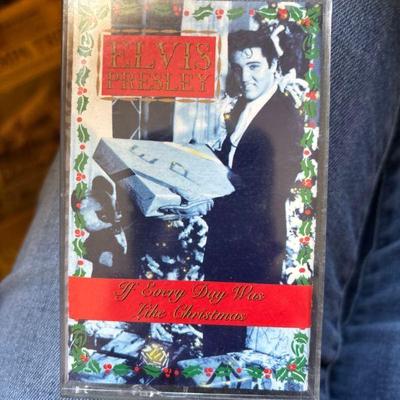 ELVIS
PRESLEY
E
P
If Every Day Was
Like Christmas